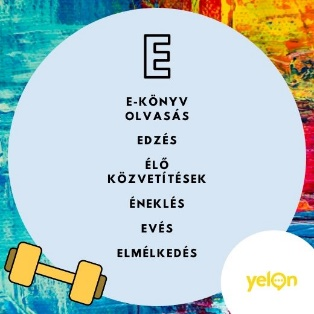 E
E-KÖNYV
OLVASÁS
EDZÉS
ÉLŐ
KÖZVETÍTÉSEK
ÉNEKLÉS
EVÉS
ELMÉLKEDÉS
yelon